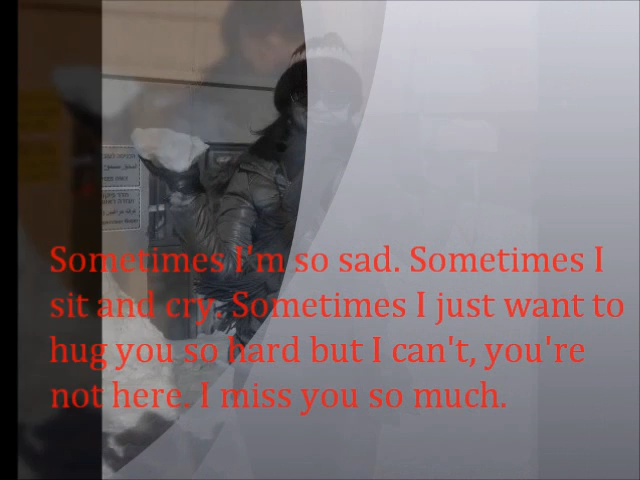 Sometimes I'm so sad. Sometimes I
sit and cry. Sometimes I just want to
hug you so hard but I can't, you're
not here. I miss you so much.